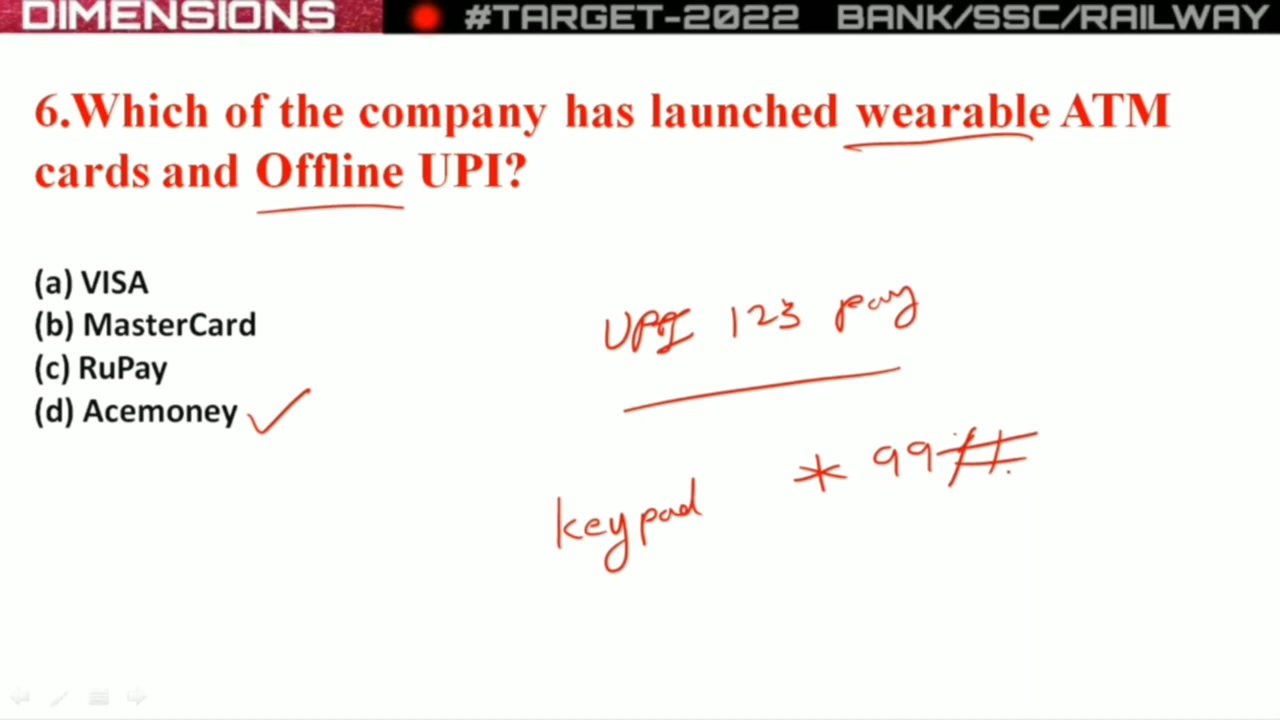 DIMENSIONS #TARGET-2022 BANK/SSC/RAILWAY
6.Which of the company has launched wearable ATM
cards and Offline UPI?
(a) VISA
(b) MasterCard
(c) RuPay
(d) Acemoney
UPI 123 pay
* 99#
keypad